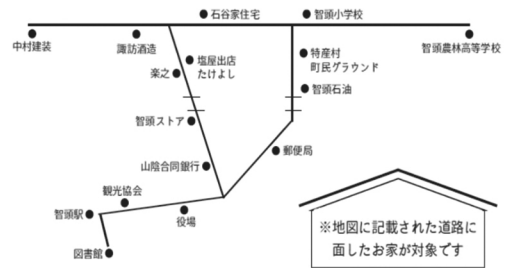 石谷家住宅
智頭小学校
中村建装
諏訪酒造
智頭農林高等学校
塩屋出店
たけよし
楽之
特産村
町民グラウンド
智頭石油
智頭ストア
山陰合同銀行
郵便局
観光協会
智頭駅
役場
図書館
※地図に記載された道路に
面したお家が対象です